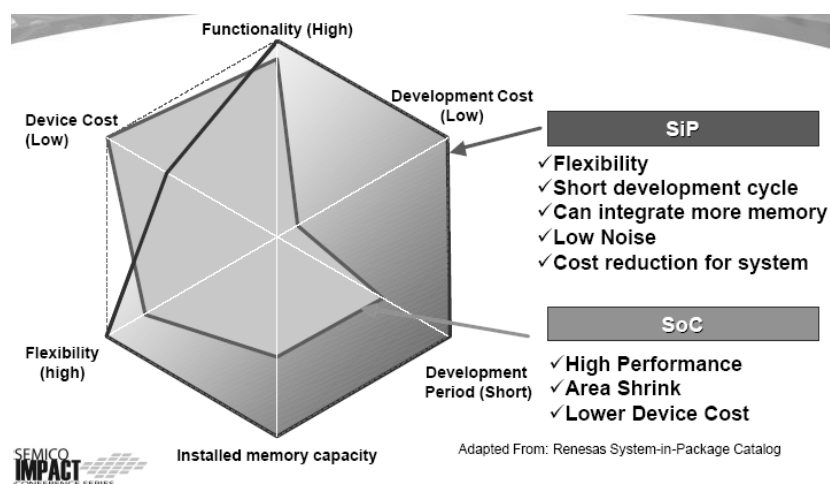 Functionality (High)
Development Cost
(Low)
Device Cost
(Low)
SiP
✓Flexibility
✓Short development cycle
✓Can integrate more memory
✓Low Noise
✓Cost reduction for system
SoC
✓High Performance
✓Area Shrink
✓Lower Device Cost
Flexibility
(high)
Development
Period (Short)
Installed memory capacity
Adapted From: Renesas System-in-Package Catalog
SEMICO
IMPACT
CONFERENCE SERIES